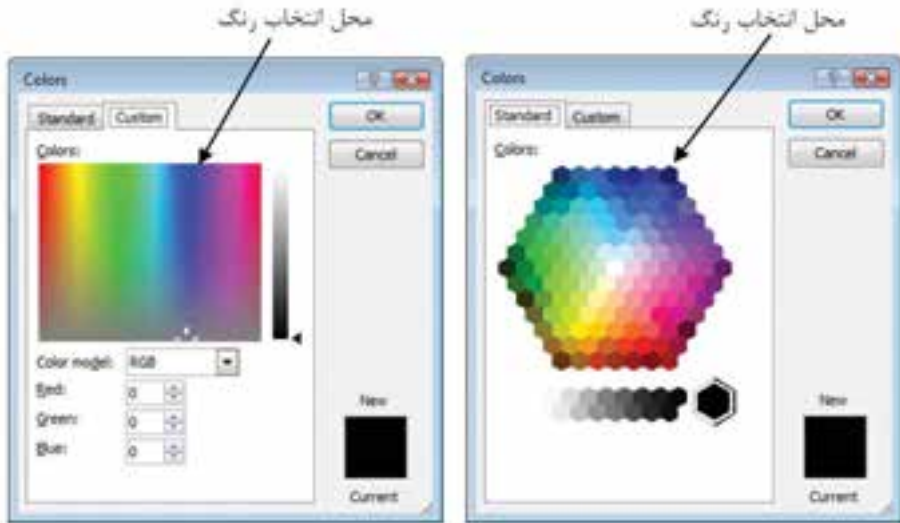 محل انتخاب رنگ
Colors
Standard
Custom
OK
Cancel
Colors:
Color model:
RGB
Red:
0
Green:
0
Blue:
0
New
Current
محل انتخاب رنگ
Colors
Standard
Custom
OK
Cancel
Colors:
New
Current